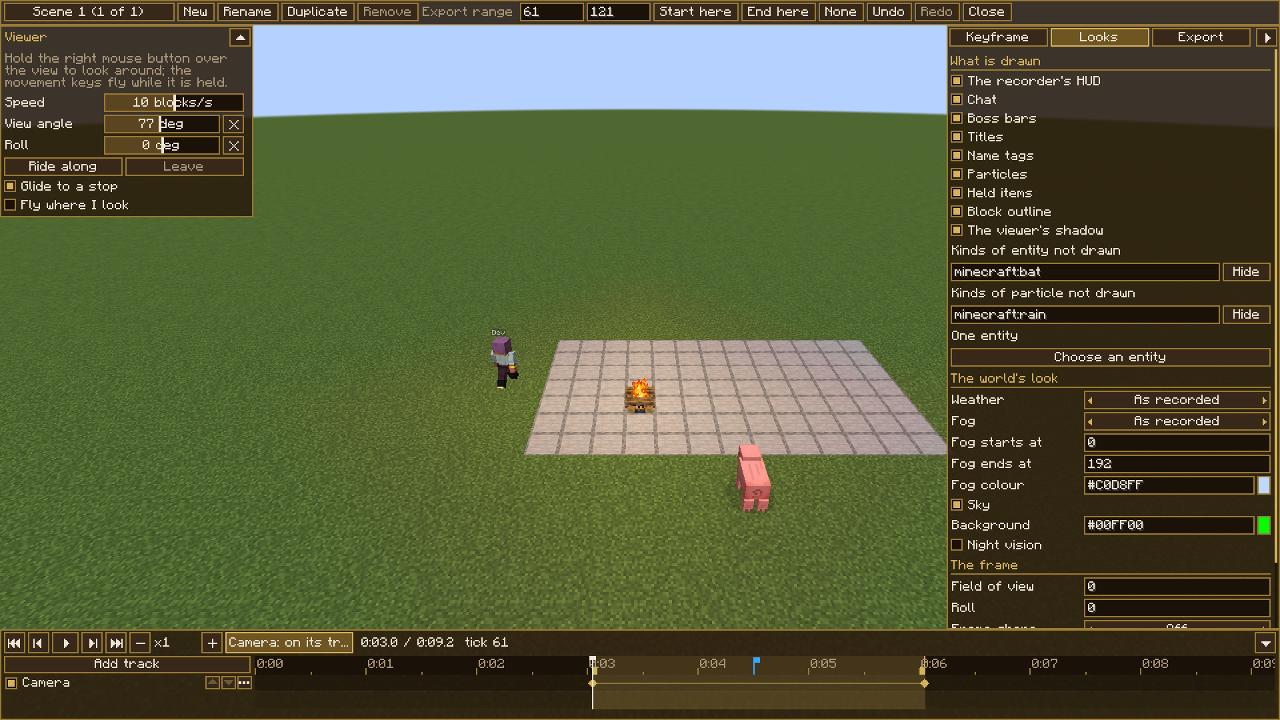 Scene 1 (1 of 1) New Rename Duplicate Remove Export range 61 121 Start here End here None Undo Redo Close
Viewer
Hold the right mouse button over
the view to look around; the
movement keys fly while it is held.
Speed 10 blocks/s
View angle 77 deg
Roll 0 deg
Ride along Leave
Glide to a stop
Fly where I look
Dev
Keyframe Looks Export
What is drawn
The recorder's HUD
Chat
Boss bars
Titles
Name tags
Particles
Held items
Block outline
The viewer's shadow
Kinds of entity not drawn
minecraft:bat Hide
Kinds of particle not drawn
minecraft:rain Hide
One entity
Choose an entity
The world's look
Weather As recorded
Fog As recorded
Fog starts at 0
Fog ends at 192
Fog colour #C0D8FF
Sky
Background #00FF00
Night vision
The frame
Field of view 0
Roll 0
x1 Camera: on its tr... 0:03.0 / 0:09.2 tick 61
Add track 0:00 0:01 0:02 0:03 0:04 0:05 0:06 0:07 0:08
Camera